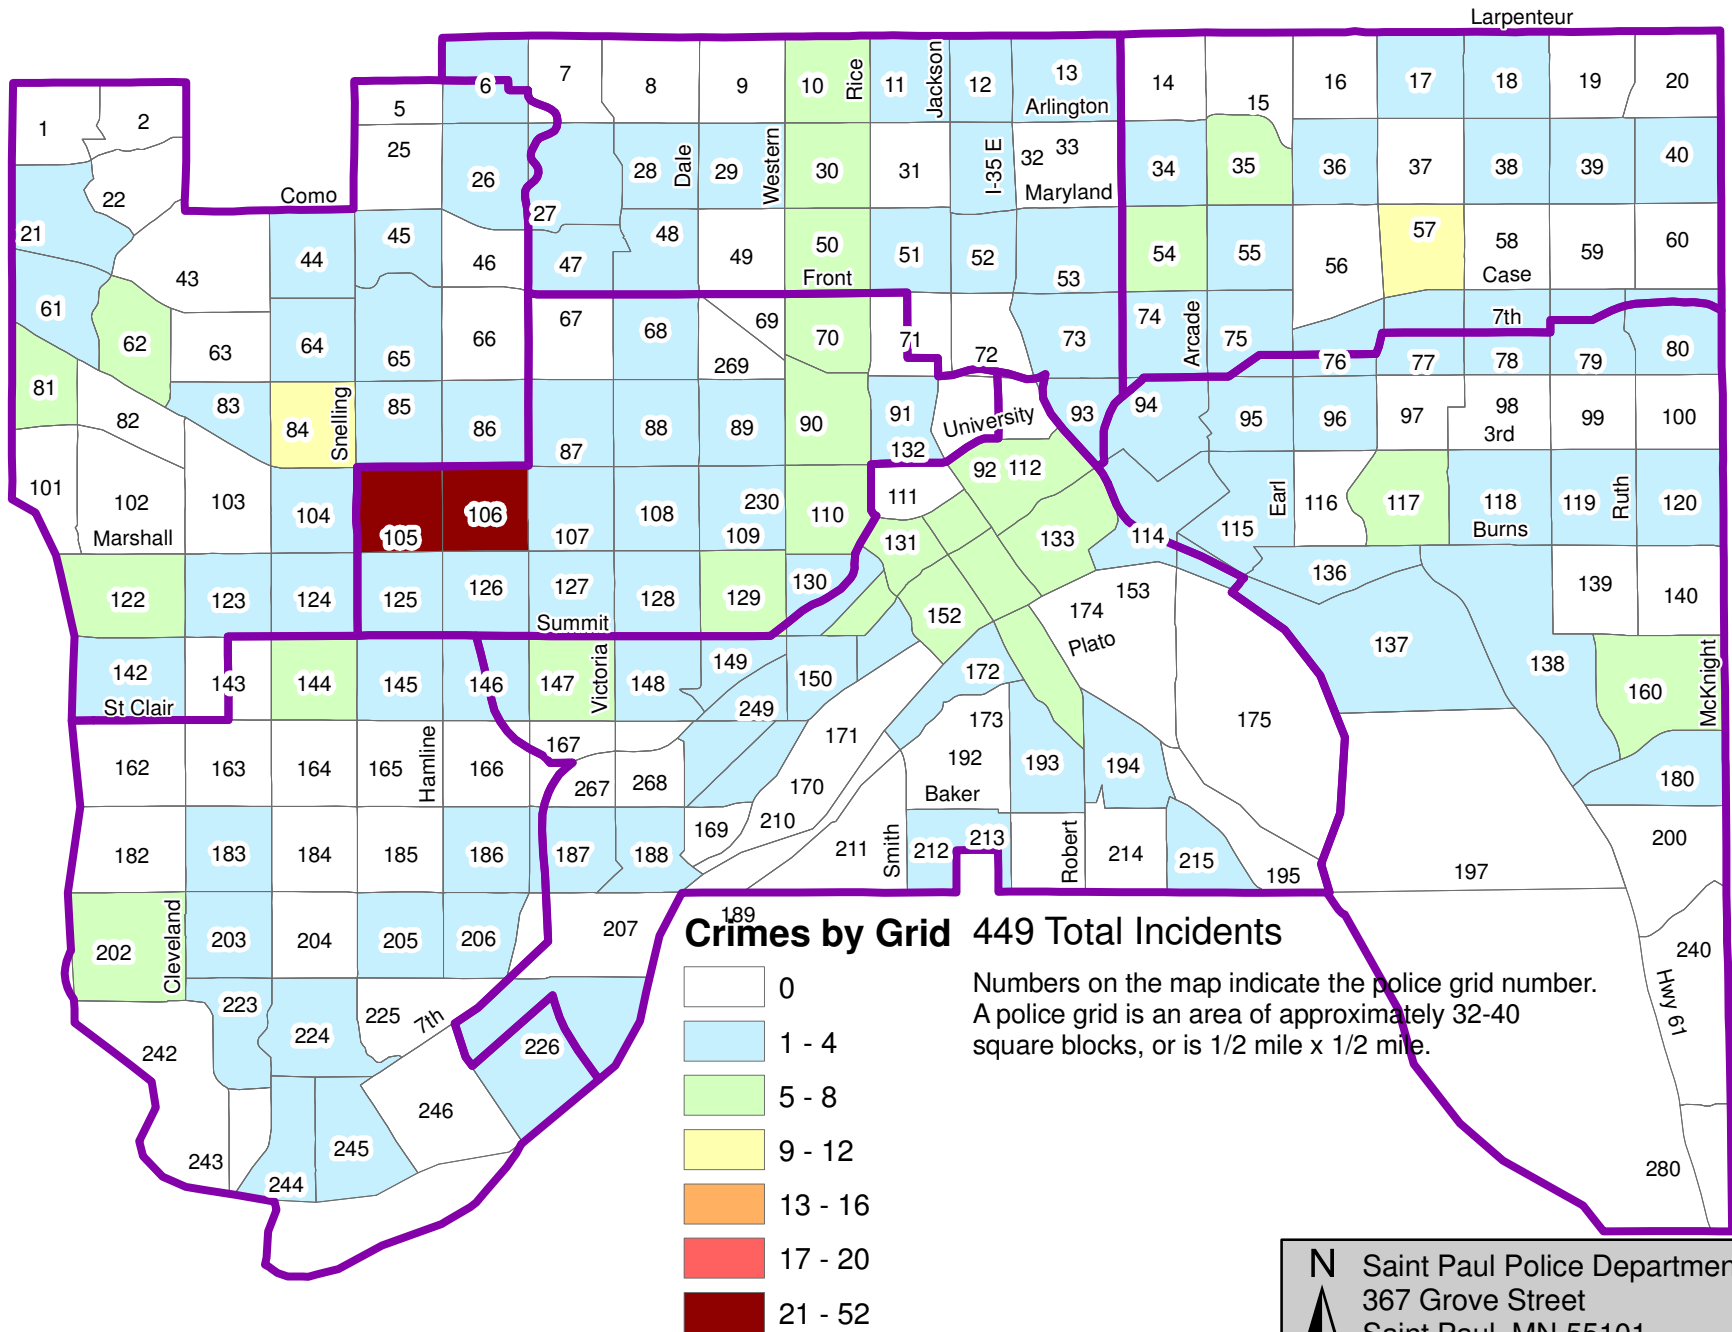 Larpenteur
6 7 8 9 10 Rice 11 Jackson 12 13 14 15 16 17 18 19 20
1 2 5 Arlington
25 26 28 Dale 29 Western 30 31 I-35 E 32 33 34 35 36 37 38 39 40
22 Como Maryland
21 27
43 44 45 46 47 48 49 50 51 52 53 54 55 56 57 58 59 60
Front Case
61 62 63 64 65 66 67 68 69 70 71 72 73 74 Arcade 75 76 77 78 79 80
7th
269
81 82 83 84 Snelling 85 86 87 88 89 90 91 University 93 94 95 96 97 98 99 100
132 3rd
92 112
101 102 103 104 105 106 107 108 230 109 110 111 131 133 114 115 Earl 116 117 118 119 Ruth 120
Marshall Burns
122 123 124 125 126 127 128 129 130 152 174 153 136 139 140
Summit Plato
142 143 144 145 146 147 Victoria 148 149 150 172 137 138 160 McKnight
St Clair 249 173 175
162 163 164 165 Hamline 166 167 267 268 171 170 192 193 194 180
Baker
182 183 184 185 186 187 188 169 210 211 Smith 212 213 Robert 214 215 195 197 200
202 Cleveland 203 204 205 206 207 189 240
Crimes by Grid
449 Total Incidents
0
Numbers on the map indicate the police grid number.
A police grid is an area of approximately 32-40
square blocks, or is 1/2 mile x 1/2 mile.
Hwy 61
223 224 225 7th
242 226
1 - 4
5 - 8
246
243 244 245
9 - 12
280
13 - 16
17 - 20
21 - 52
N
Saint Paul Police Departmen
367 Grove Street
Saint Paul, MN 55101